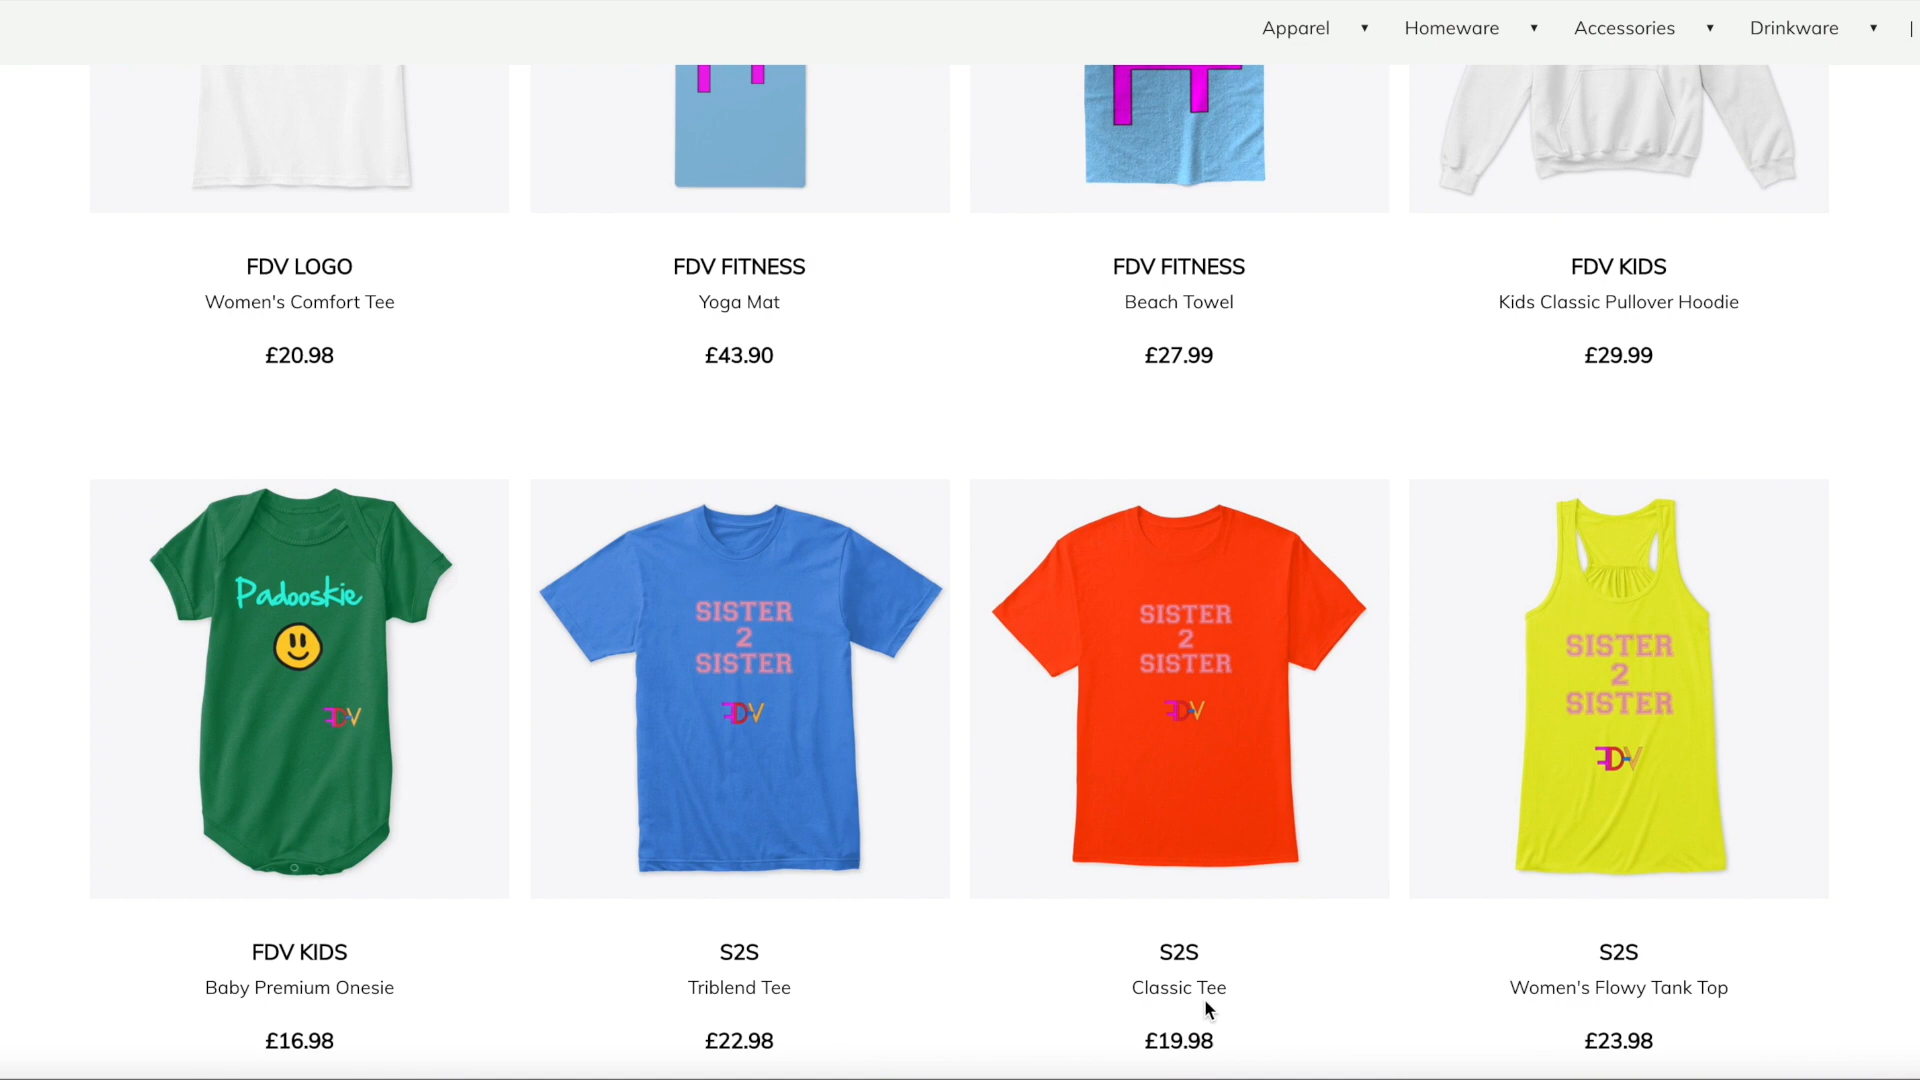 Apparel ▼ Homeware ▼ Accessories ▼ Drinkware ▼ |
FDV LOGO
Women's Comfort Tee
£20.98
FDV FITNESS
Yoga Mat
£43.90
FDV FITNESS
Beach Towel
£27.99
FDV KIDS
Kids Classic Pullover Hoodie
£29.99
Padooskie
FDV
SISTER
2
SISTER
FDV
SISTER
2
SISTER
FDV
SISTER
2
SISTER
FDV
FDV KIDS
Baby Premium Onesie
£16.98
S2S
Triblend Tee
£22.98
S2S
Classic Tee
£19.98
S2S
Women's Flowy Tank Top
£23.98